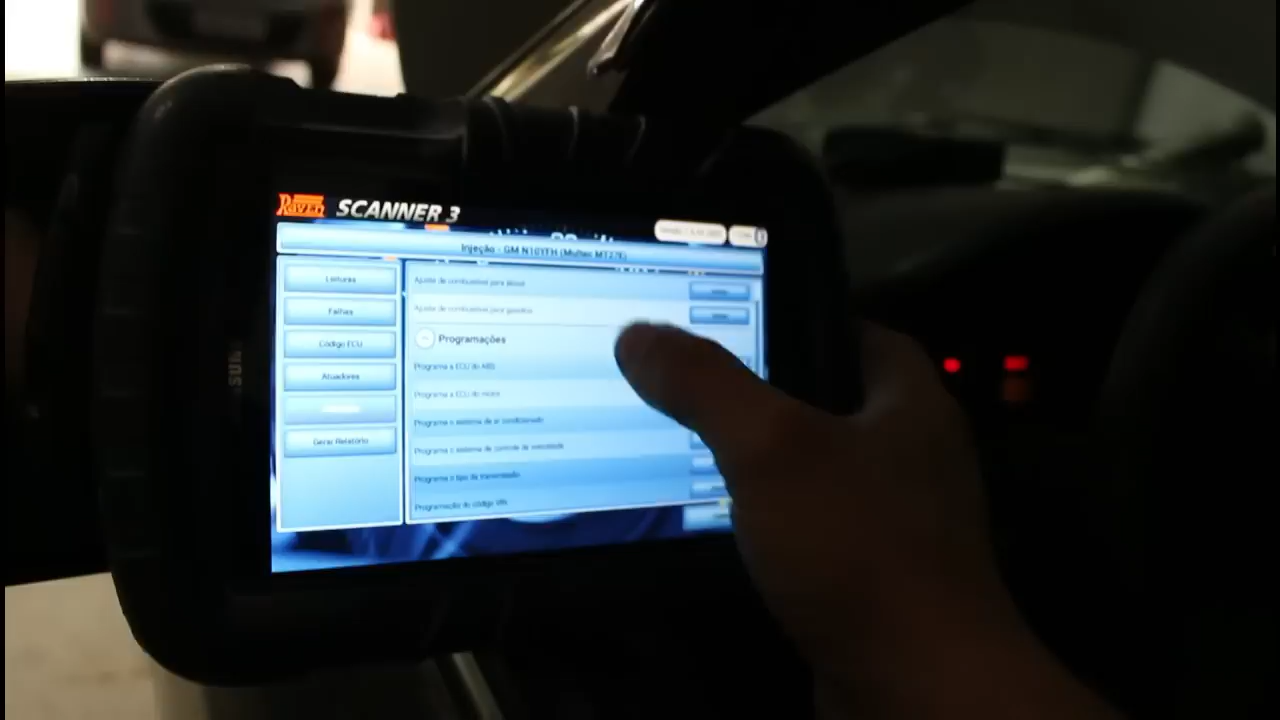 Raven SCANNER 3
Injeção - GM N10YFH (Multec MT27E)
Leituras
Falhas
Código ECU
Atuadores
Gerar Relatório
Ajuste de combustível para álcool
Ajuste de combustível para gasolina
Programações
Programa a ECU do ABS
Programa a ECU do motor
Programa o sistema de ar condicionado
Programa o sistema de controle de velocidade
Programa o tipo de transmissão
Programação do código VIN